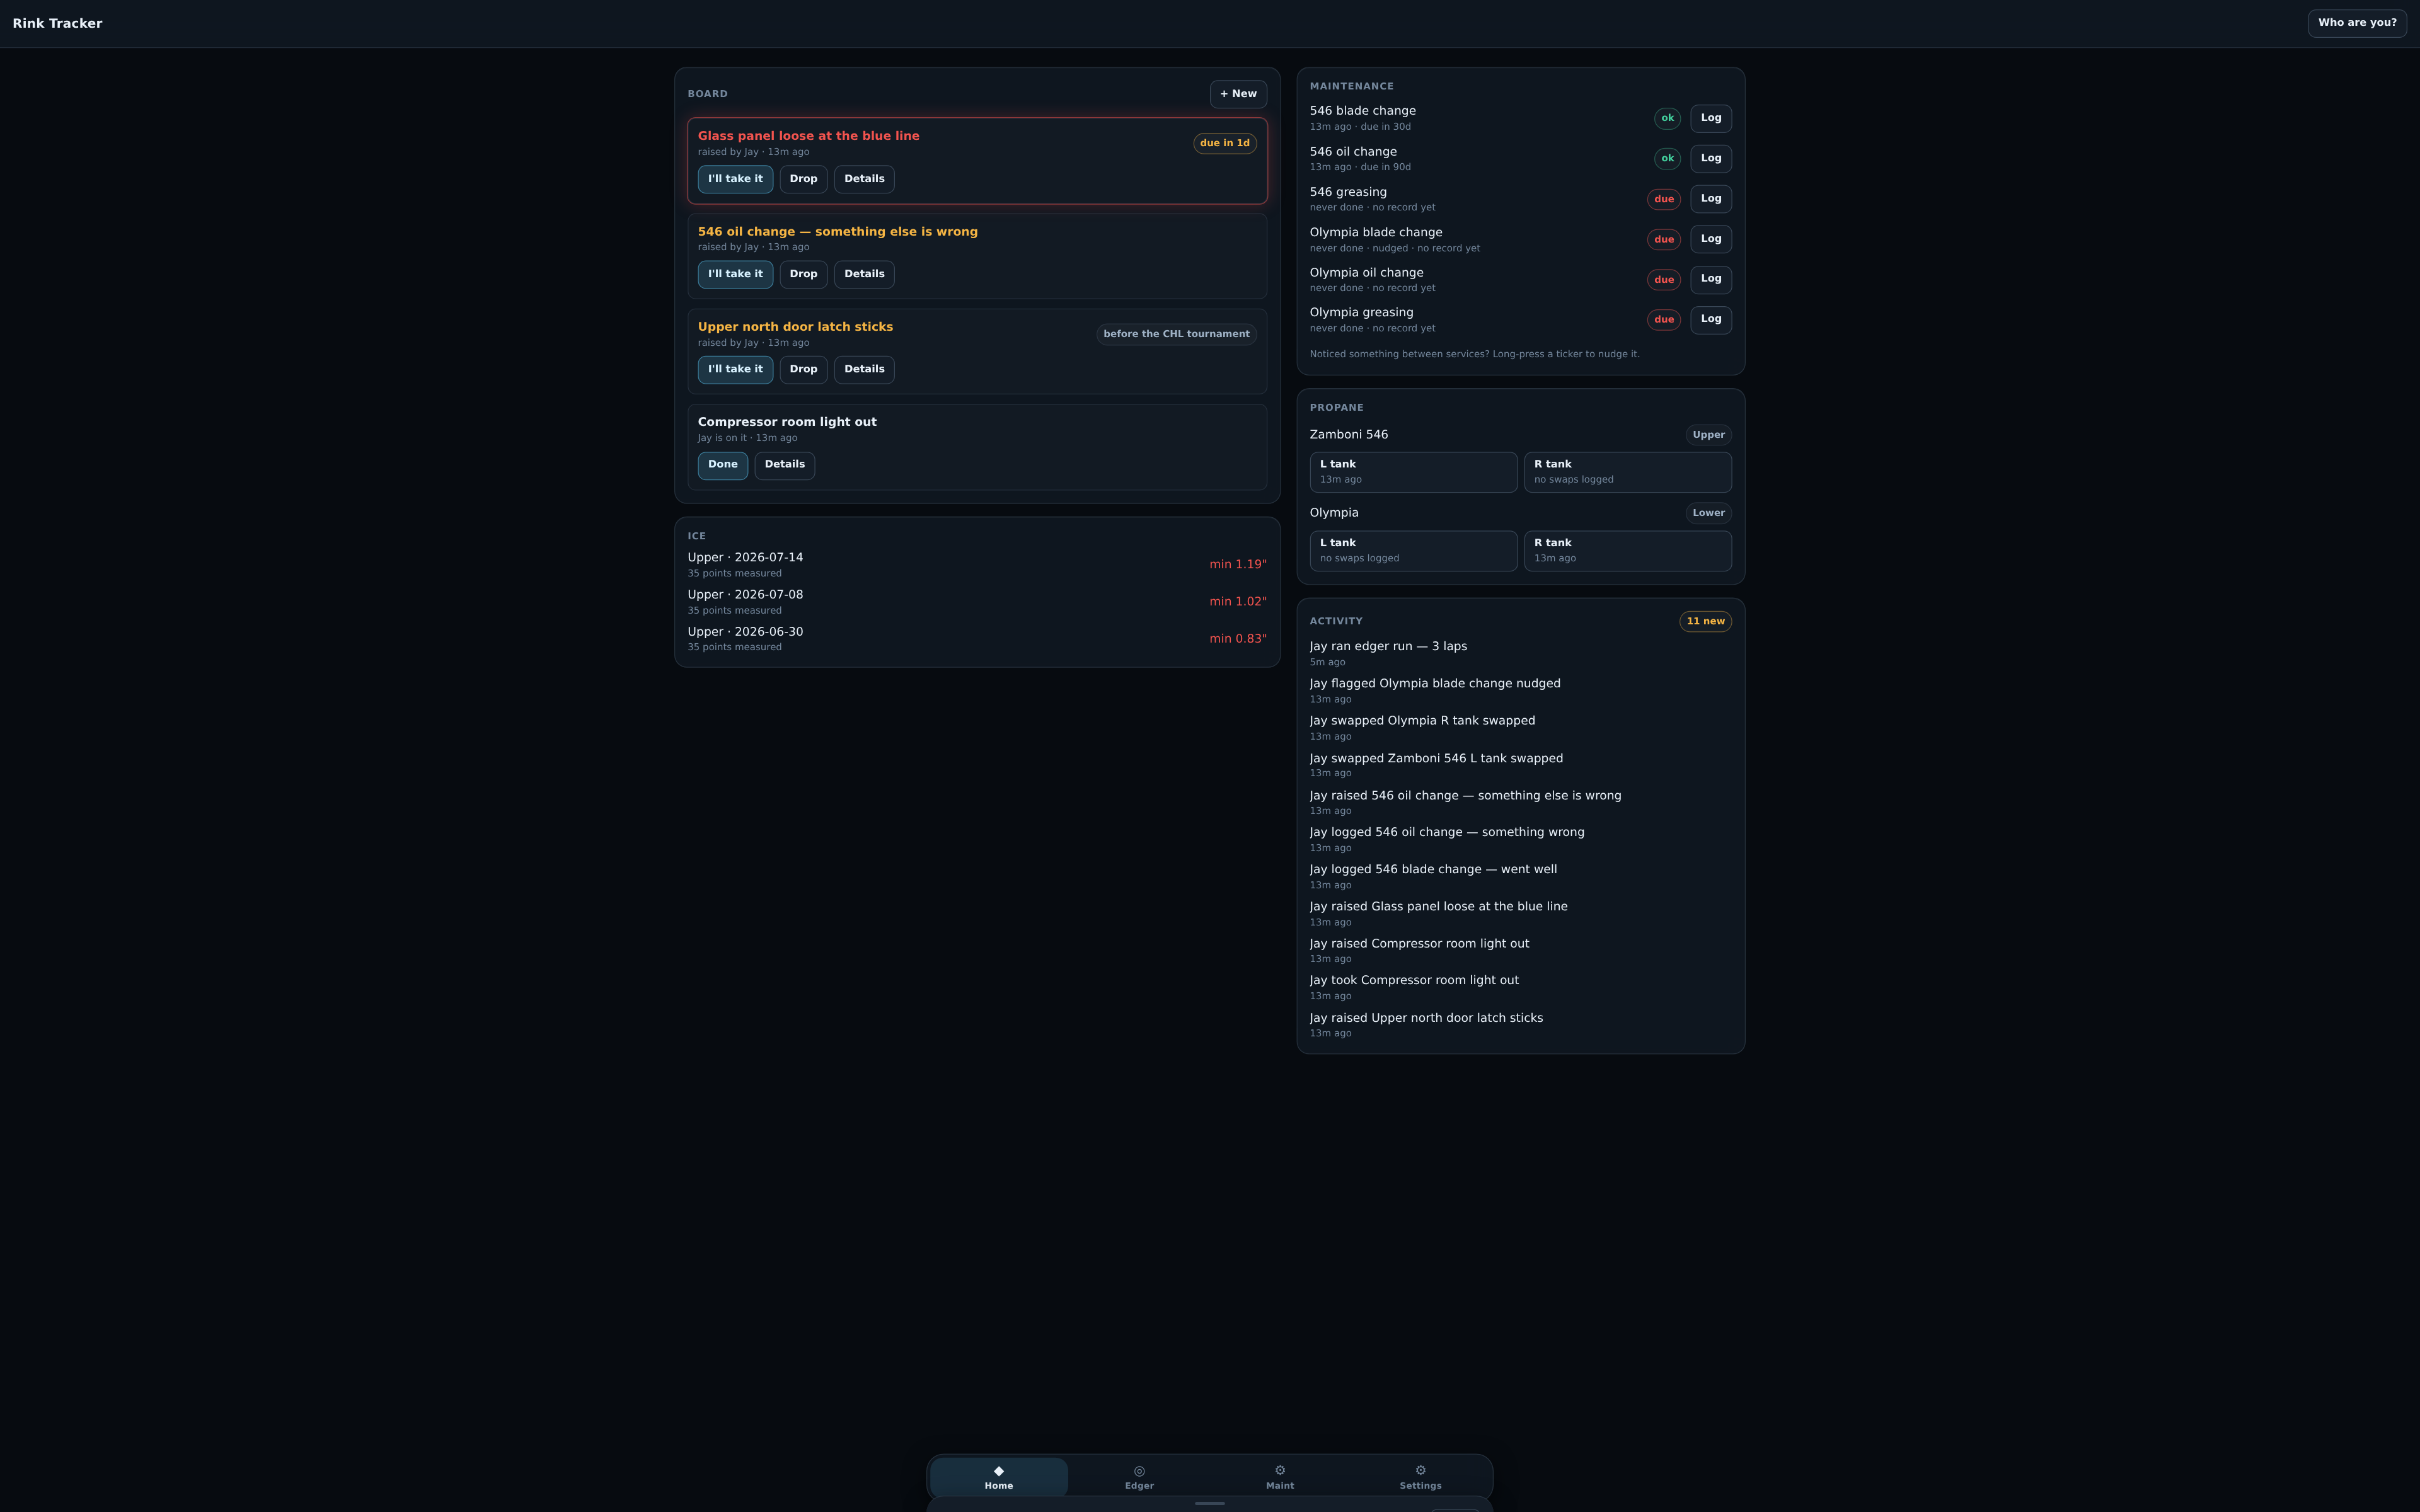 Rink Tracker
Who are you?
BOARD
+ New
Glass panel loose at the blue line
raised by Jay · 13m ago
due in 1d
I'll take it
Drop
Details
546 oil change — something else is wrong
raised by Jay · 13m ago
I'll take it
Drop
Details
Upper north door latch sticks
raised by Jay · 13m ago
before the CHL tournament
I'll take it
Drop
Details
Compressor room light out
Jay is on it · 13m ago
Done
Details
ICE
Upper · 2026-07-14
35 points measured
min 1.19"
Upper · 2026-07-08
35 points measured
min 1.02"
Upper · 2026-06-30
35 points measured
min 0.83"
MAINTENANCE
546 blade change
13m ago · due in 30d
ok
Log
546 oil change
13m ago · due in 90d
ok
Log
546 greasing
never done · no record yet
due
Log
Olympia blade change
never done · nudged · no record yet
due
Log
Olympia oil change
never done · no record yet
due
Log
Olympia greasing
never done · no record yet
due
Log
Noticed something between services? Long-press a ticker to nudge it.
PROPANE
Zamboni 546
Upper
L tank
13m ago
R tank
no swaps logged
Olympia
Lower
L tank
no swaps logged
R tank
13m ago
ACTIVITY
11 new
Jay ran edger run — 3 laps
5m ago
Jay flagged Olympia blade change nudged
13m ago
Jay swapped Olympia R tank swapped
13m ago
Jay swapped Zamboni 546 L tank swapped
13m ago
Jay raised 546 oil change — something else is wrong
13m ago
Jay logged 546 oil change — something wrong
13m ago
Jay logged 546 blade change — went well
13m ago
Jay raised Glass panel loose at the blue line
13m ago
Jay raised Compressor room light out
13m ago
Jay took Compressor room light out
13m ago
Jay raised Upper north door latch sticks
13m ago
Home
Edger
Maint
Settings